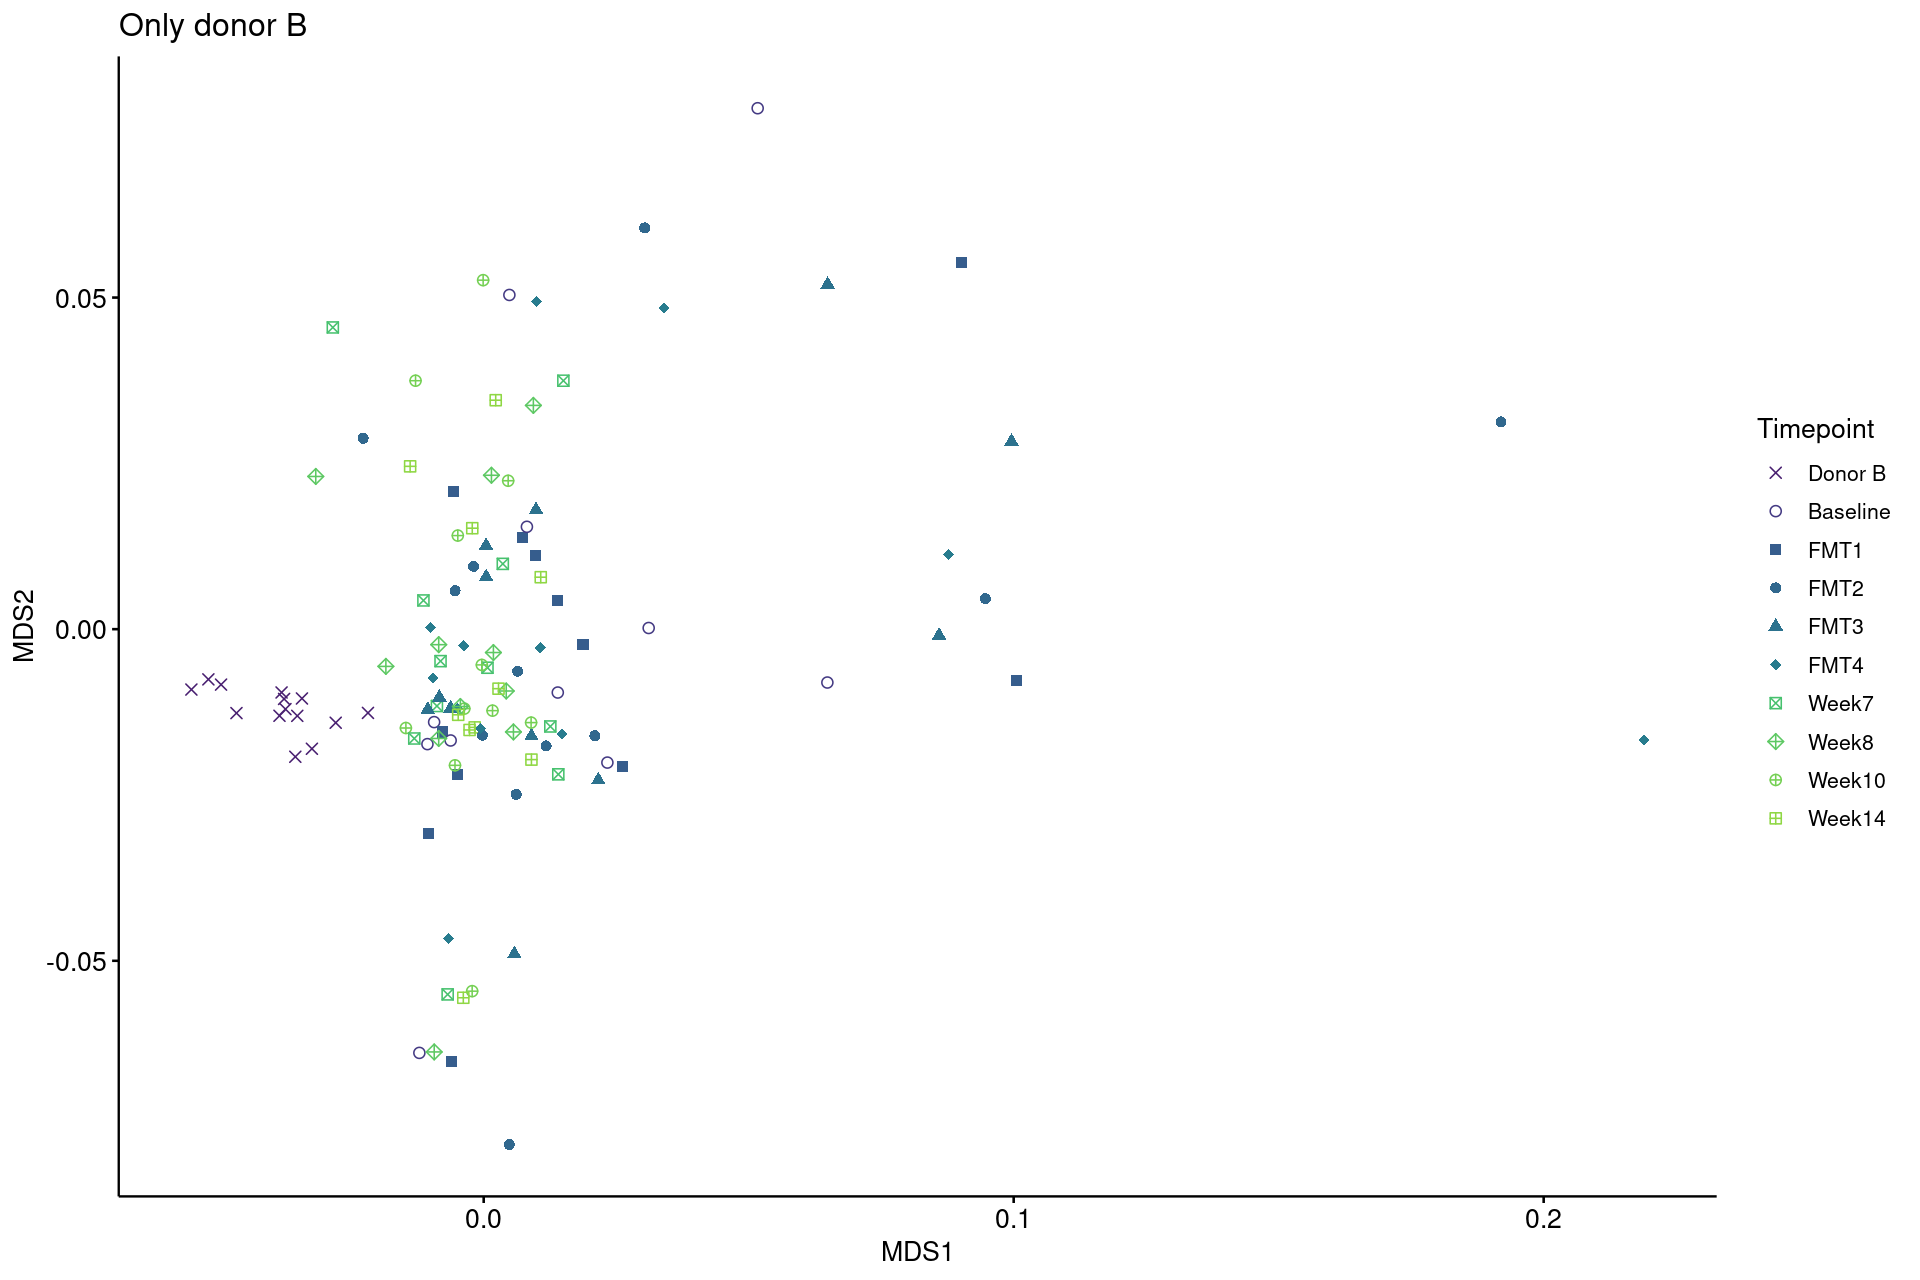 Only donor B
MDS2
0.05
0.00
-0.05
0.0
0.1
0.2
MDS1
Timepoint
Donor B
Baseline
FMT1
FMT2
FMT3
FMT4
Week7
Week8
Week10
Week14